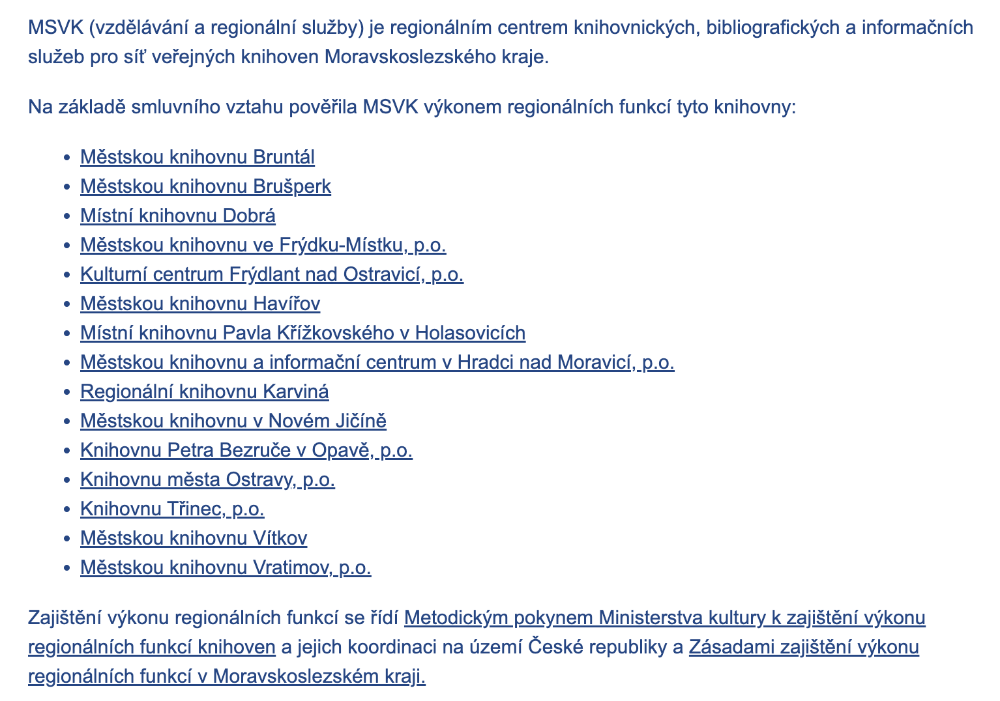 MSVK (vzdělávání a regionální služby) je regionálním centrem knihovnických, bibliografických a informačních
služeb pro síť veřejných knihoven Moravskoslezského kraje.
Na základě smluvního vztahu pověřila MSVK výkonem regionálních funkcí tyto knihovny:
• Městskou knihovnu Bruntál
• Městskou knihovnu Brušperk
• Místní knihovnu Dobrá
• Městskou knihovnu ve Frýdku-Místku, p.o.
• Kulturní centrum Frýdlant nad Ostravicí, p.o.
• Městskou knihovnu Havířov
• Místní knihovnu Pavla Křížkovského v Holasovicích
• Městskou knihovnu a informační centrum v Hradci nad Moravicí, p.o.
• Regionální knihovnu Karviná
• Městskou knihovnu v Novém Jičíně
• Knihovnu Petra Bezruče v Opavě, p.o.
• Knihovnu města Ostravy, p.o.
• Knihovnu Třinec, p.o.
• Městskou knihovnu Vítkov
• Městskou knihovnu Vratimov, p.o.
Zajištění výkonu regionálních funkcí se řídí Metodickým pokynem Ministerstva kultury k zajištění výkonu
regionálních funkcí knihoven a jejich koordinaci na území České republiky a Zásadami zajištění výkonu
regionálních funkcí v Moravskoslezském kraji.